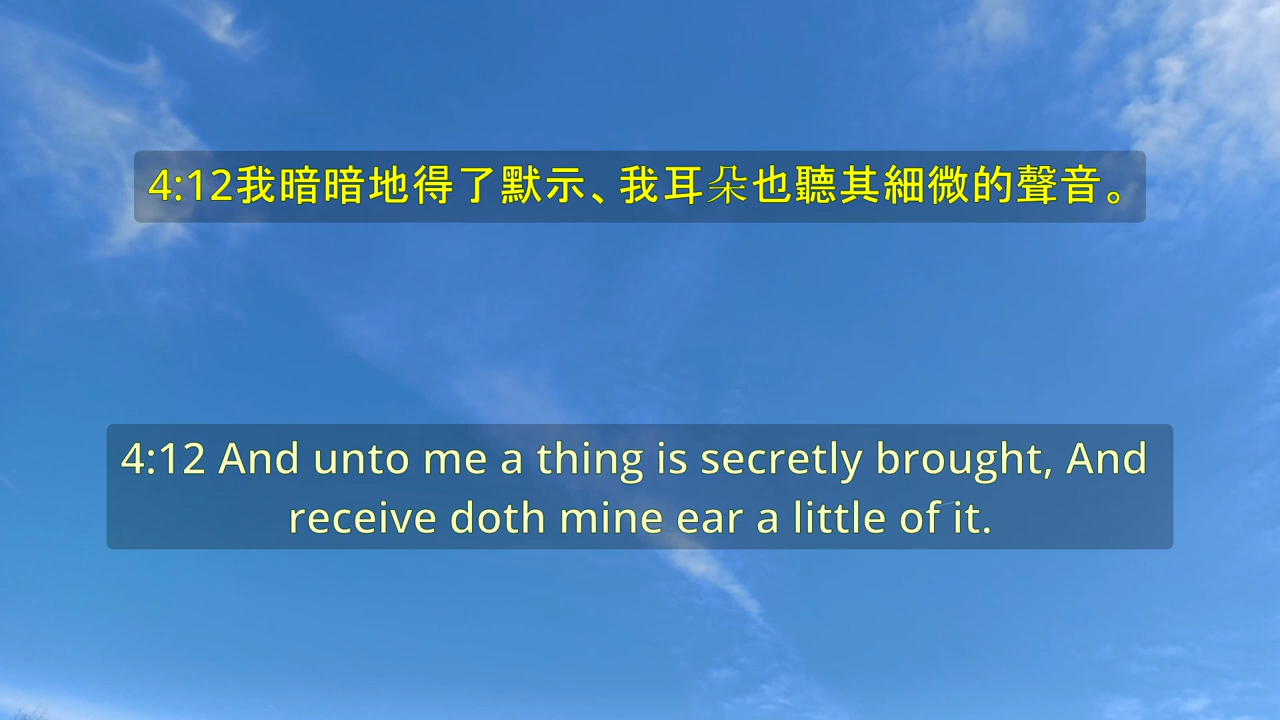 4:12我暗暗地得了默示、我耳朵也聽其細微的聲音。
4:12 And unto me a thing is secretly brought, And
receive doth mine ear a little of it.